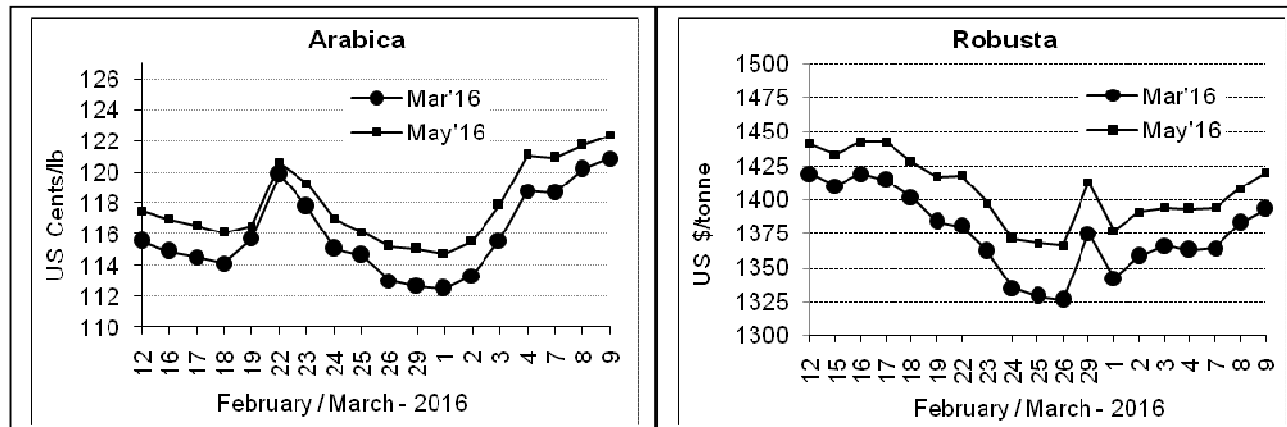 Arabica
US Cents/lb
126
124
122
120
118
116
114
112
110
Mar'16
May'16
12 16 17 18 19 22 23 24 25 26 29 1 2 3 4 7 8 9
February / March - 2016
Robusta
US $/tonne
1500
1475
1450
1425
1400
1375
1350
1325
1300
Mar'16
May'16
12 15 16 17 18 19 22 23 24 25 26 29 1 2 3 4 7 8 9
February / March - 2016